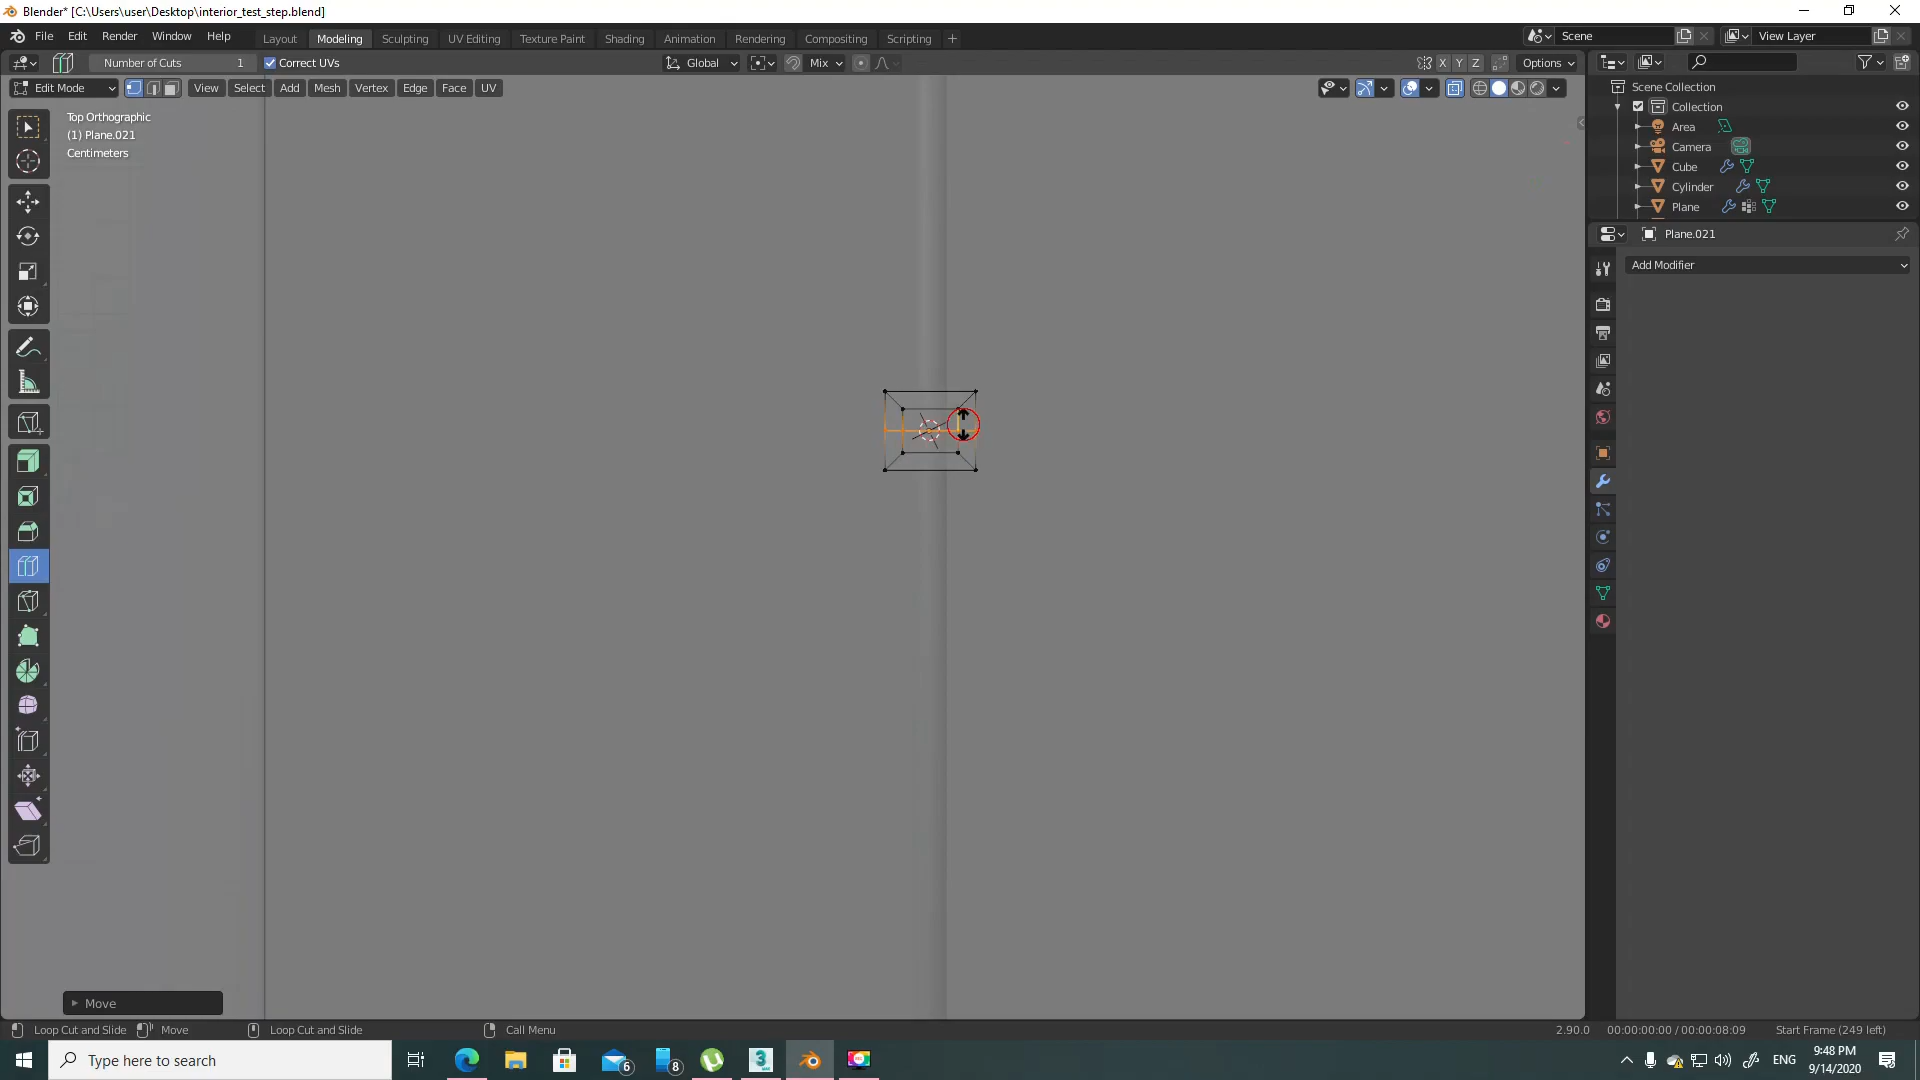 Blender* [C:\Users\user\Desktop\interior_test_step.blend]
File Edit Render Window Help Layout Modeling Sculpting UV Editing Texture Paint Shading Animation Rendering Compositing Scripting + Scene View Layer
Number of Cuts 1 Correct UVs Global Mix X Y Z Options
Edit Mode View Select Add Mesh Vertex Edge Face UV
Top Orthographic
(1) Plane.021
Centimeters
Scene Collection
Collection
Area
Camera
Cube
Cylinder
Plane
Plane.021
Add Modifier
Move
Loop Cut and Slide Move Loop Cut and Slide Call Menu 2.90.0 00:00:00:00 / 00:00:08:09 Start Frame (249 left)
Type here to search 6 8 3 ENG 9:48 PM
9/14/2020